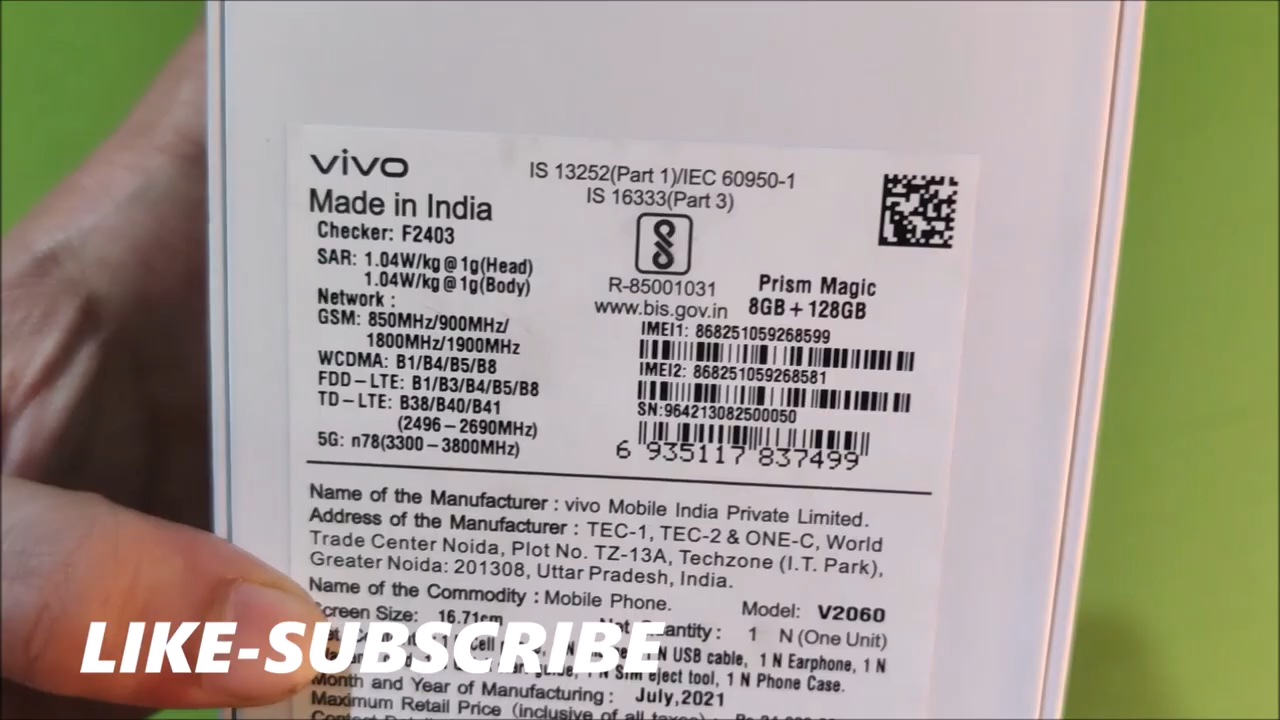 vivo
Made in India
Checker: F2403
SAR: 1.04W/kg@1g(Head)
1.04W/kg@1g(Body)
Network :
GSM: 850MHz/900MHz/
1800MHz/1900MHz
WCDMA: B1/B4/B5/B8
FDD-LTE: B1/B3/B4/B5/B8
TD-LTE: B38/B40/B41
(2496-2690MHz)
5G: n78(3300-3800MHz)
IS 13252(Part 1)/IEC 60950-1
IS 16333(Part 3)
R-85001031
www.bis.gov.in
Prism Magic
8GB+128GB
IMEI1: 868251059268599
IMEI2: 868251059268581
SN:964213082500050
6 935117 837499
Name of the Manufacturer : vivo Mobile India Private Limited.
Address of the Manufacturer : TEC-1, TEC-2 & ONE-C, World
Trade Center Noida, Plot No. TZ-13A, Techzone (I.T. Park),
Greater Noida: 201308, Uttar Pradesh, India.
Name of the Commodity : Mobile Phone. Model: V2060
Screen Size: 16.71cm Net Quantity: 1 N (One Unit)
USB cable, 1 N Earphone, 1 N
1 N Sim eject tool, 1 N Phone Case.
Month and Year of Manufacturing : July,2021
Maximum Retail Price (inclusive of all taxes)
LIKE-SUBSCRIBE